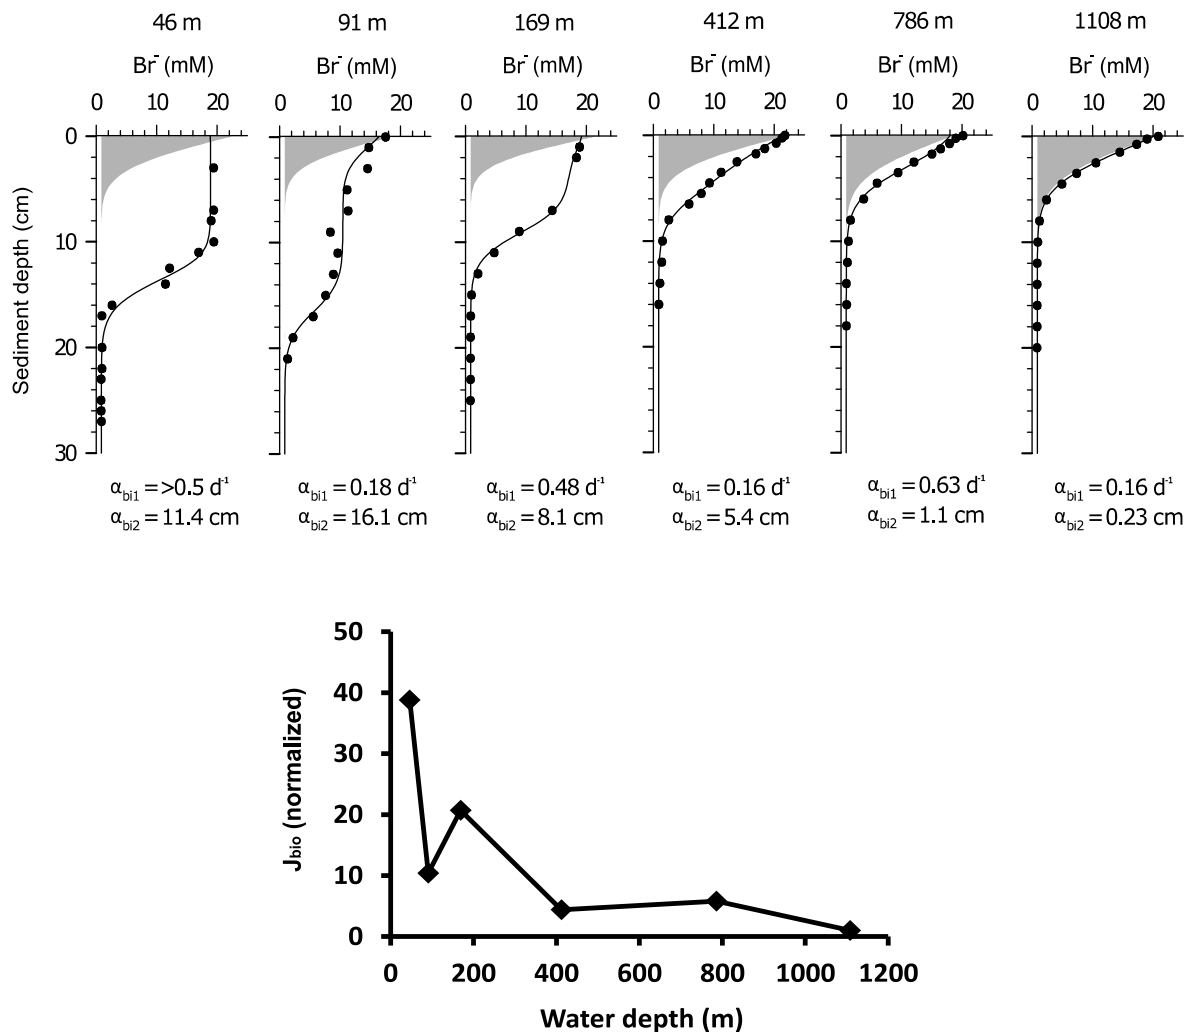 46 m 91 m 169 m 412 m 786 m 1108 m
Br⁻ (mM) Br⁻ (mM) Br⁻ (mM) Br⁻ (mM) Br⁻ (mM) Br⁻ (mM)
0 10 20 0 10 20 0 10 20 0 10 20 0 10 20 0 10 20
0
10
20
30
Sediment depth (cm)
α_bi1 = >0.5 d⁻¹ α_bi1 = 0.18 d⁻¹ α_bi1 = 0.48 d⁻¹ α_bi1 = 0.16 d⁻¹ α_bi1 = 0.63 d⁻¹ α_bi1 = 0.16 d⁻¹
α_bi2 = 11.4 cm α_bi2 = 16.1 cm α_bi2 = 8.1 cm α_bi2 = 5.4 cm α_bi2 = 1.1 cm α_bi2 = 0.23 cm
50
40
30
20
10
0
J_bio (normalized)
0 200 400 600 800 1000 1200
Water depth (m)